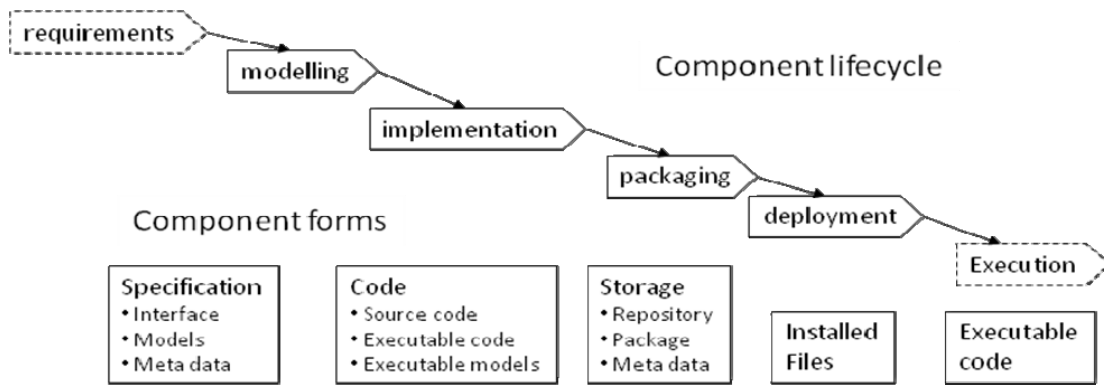 requirements
modelling
Component lifecycle
implementation
packaging
deployment
Component forms
Execution
Specification
• Interface
• Models
• Meta data
Code
• Source code
• Executable code
• Executable models
Storage
• Repository
• Package
• Meta data
Installed
Files
Executable
code